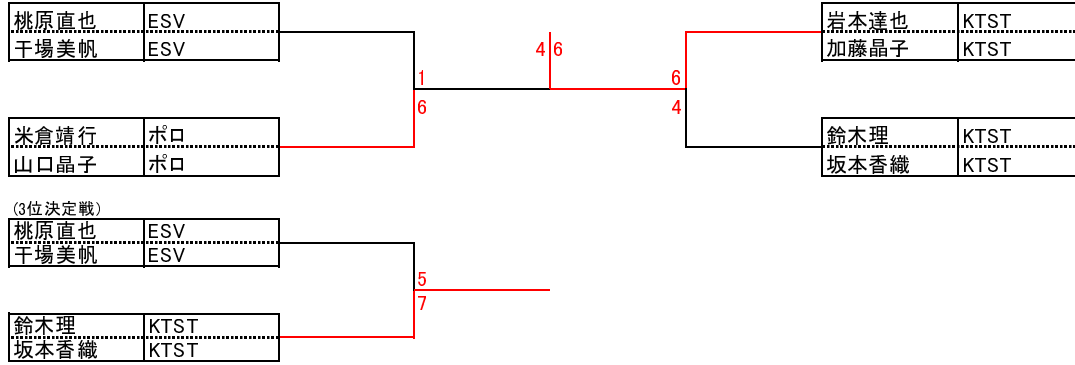 桃原直也 ESV
干場美帆 ESV
1
6
米倉靖行 ポロ
山口晶子 ポロ
4 6
岩本達也 KTST
加藤晶子 KTST
6
4
鈴木理 KTST
坂本香織 KTST
(3位決定戦)
桃原直也 ESV
干場美帆 ESV
5
7
鈴木理 KTST
坂本香織 KTST